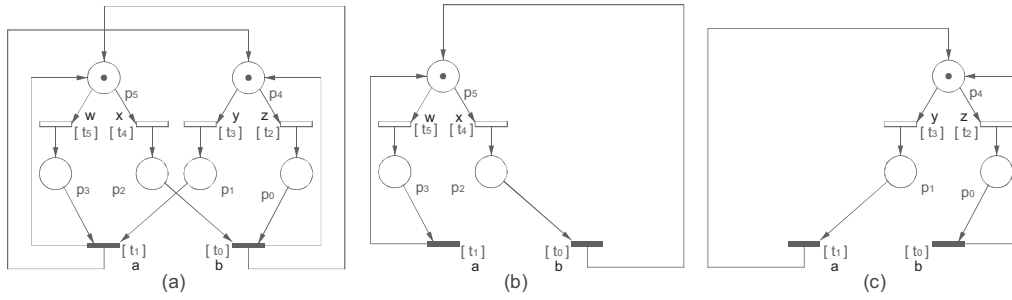 p5 p4 p5 p4
w x y z w x y z
[ t5] [ t4] [ t3] [ t2] [ t5] [ t4] [ t3] [ t2]
p3 p2 p1 p0 p3 p2 p1 p0
[ t1] [ t0] [ t1] [ t0] [ t1] [ t0]
a b a b a b
(a) (b) (c)